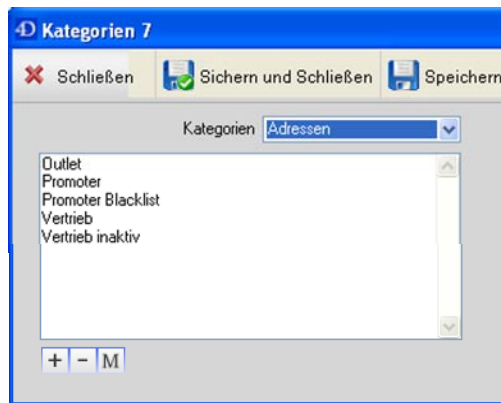 4D Kategorien 7
Schließen Sichern und Schließen Speichern
Kategorien Adressen
Outlet
Promoter
Promoter Blacklist
Vertrieb
Vertrieb inaktiv
+ - M